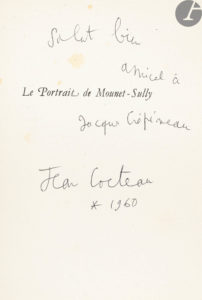 Salut bien
amical à
Le Portrait de Mounet-Sully
Jacques Crépineau
Jean Cocteau
* 1960